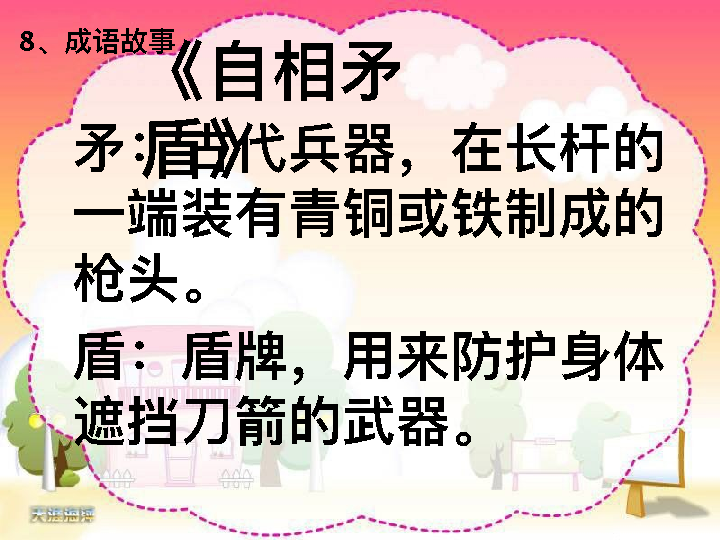 8、成语故事
《自相矛
盾》
矛：古代兵器，在长杆的
一端装有青铜或铁制成的
枪头。
盾：盾牌，用来防护身体
遮挡刀箭的武器。
天涯海拜